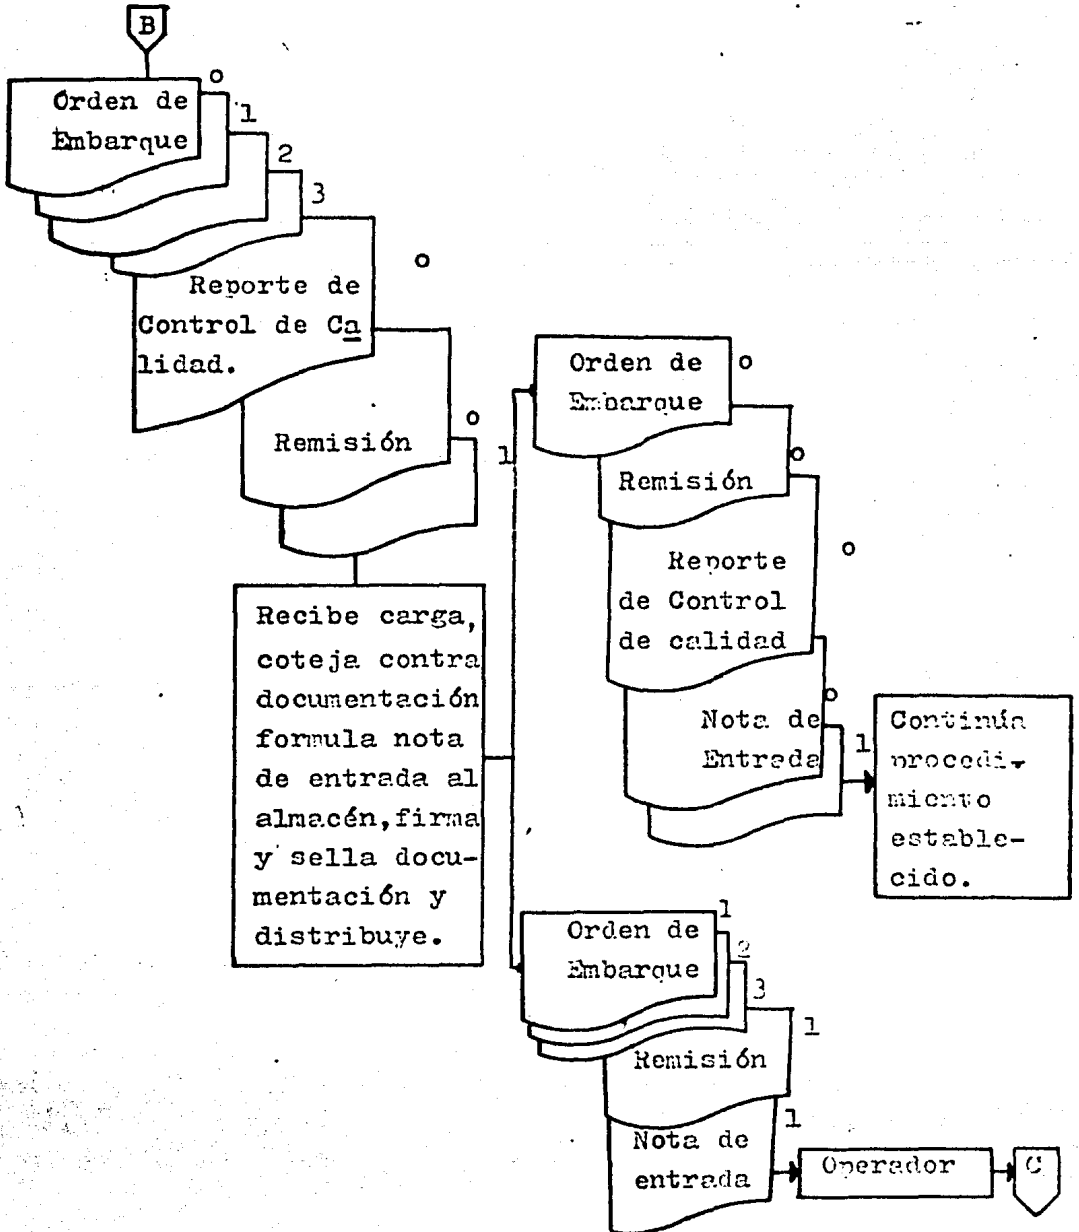 B
o
Orden de
1
Embarque
2
3
o
Reporte de
Control de Ca
lidad.
o
Remisión
1
Recibe carga,
coteja contra
documentación
formula nota
de entrada al
almacén, firma
y sella docu-
mentación y
distribuye.
Orden de
o
Embarque
o
Remisión
o
Reporte
de Control
de calidad
o
Nota de
1
Entrada
Continúa
procedi-
miento
estable-
cido.
1
Orden de
2
Embarque
3
1
Remisión
1
Nota de
entrada
Operador
C